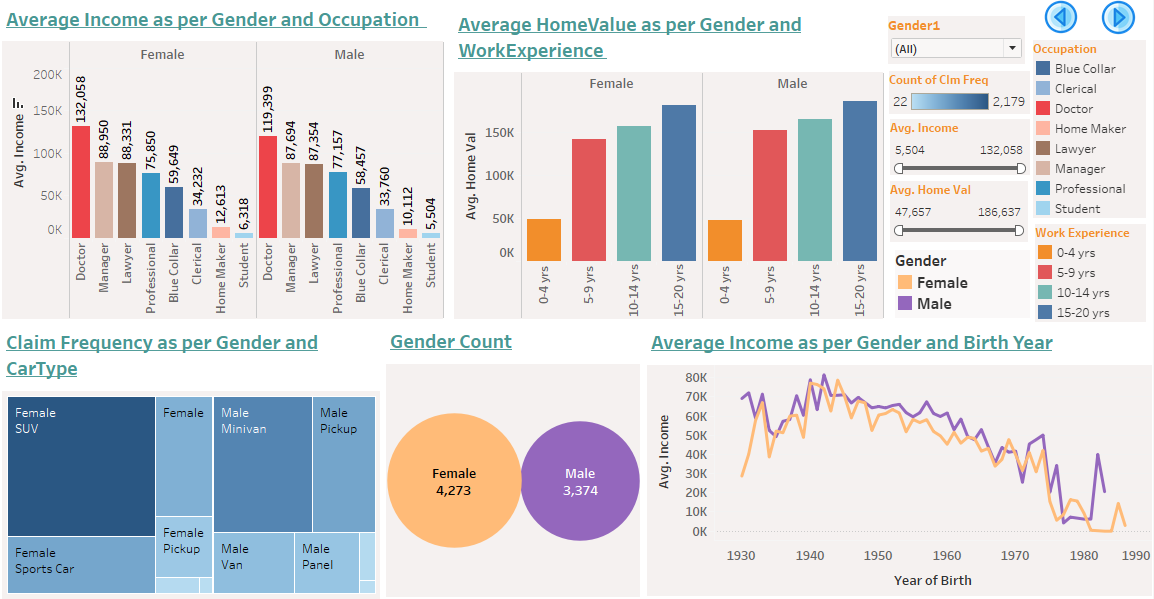 Average Income as per Gender and Occupation
Female
Male
Avg. Income
200K
150K
100K
50K
0K
132,058
88,950
88,331
75,850
59,649
34,232
12,613
6,318
119,399
87,694
87,354
77,157
58,457
33,760
10,112
5,504
Doctor
Manager
Lawyer
Professional
Blue Collar
Clerical
Home Maker
Student
Doctor
Manager
Lawyer
Professional
Blue Collar
Clerical
Home Maker
Student
Average HomeValue as per Gender and
WorkExperience
Female
Male
Avg. Home Val
150K
100K
50K
0K
0-4 yrs
5-9 yrs
10-14 yrs
15-20 yrs
0-4 yrs
5-9 yrs
10-14 yrs
15-20 yrs
Gender1
(All)
Count of Clm Freq
22
2,179
Avg. Income
5,504
132,058
Avg. Home Val
47,657
186,637
Gender
Female
Male
Occupation
Blue Collar
Clerical
Doctor
Home Maker
Lawyer
Manager
Professional
Student
Work Experience
0-4 yrs
5-9 yrs
10-14 yrs
15-20 yrs
Claim Frequency as per Gender and
CarType
Female
SUV
Female
Sports Car
Female
Female
Pickup
Male
Minivan
Male
Pickup
Male
Van
Male
Panel
Gender Count
Female
4,273
Male
3,374
Average Income as per Gender and Birth Year
Avg. Income
80K
70K
60K
50K
40K
30K
20K
10K
0K
1930
1940
1950
1960
1970
1980
1990
Year of Birth